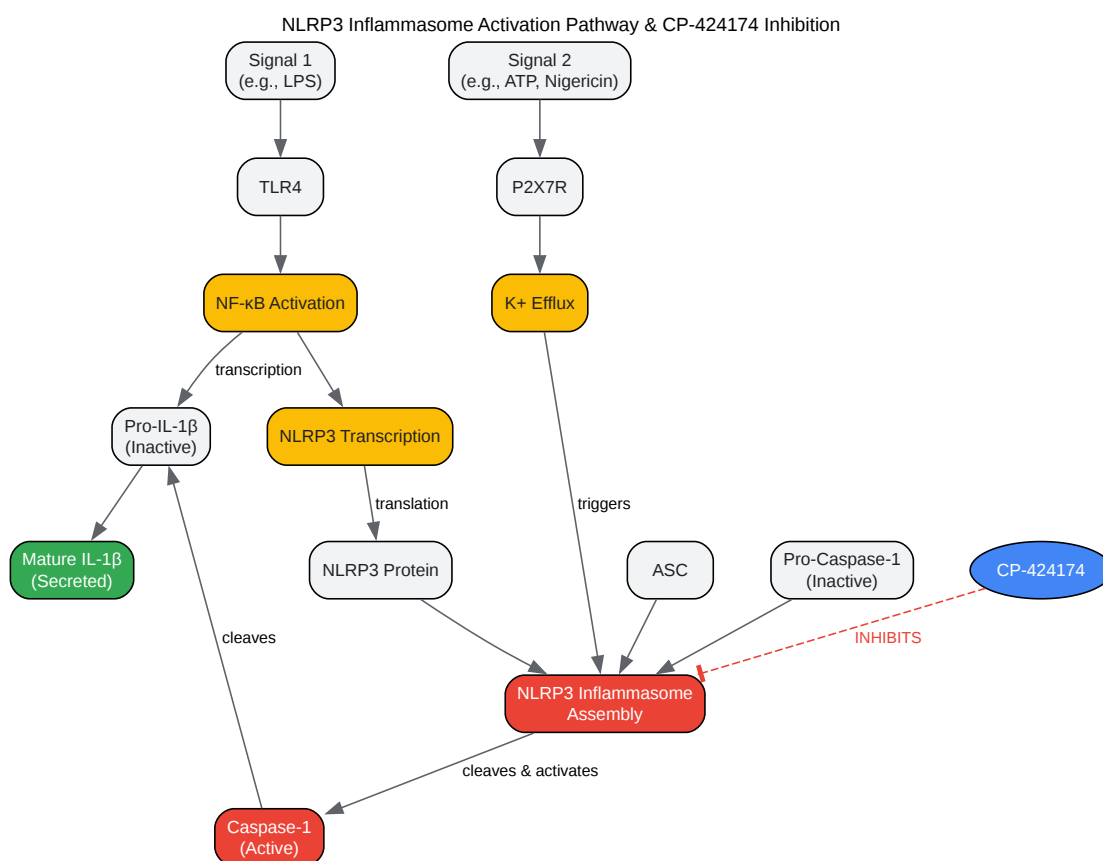 NLRP3 Inflammasome Activation Pathway & CP-424174 Inhibition
Signal 1
(e.g., LPS)
Signal 2
(e.g., ATP, Nigericin)
TLR4
P2X7R
NF-κB Activation
K+ Efflux
transcription
Pro-IL-1β
(Inactive)
NLRP3 Transcription
translation
triggers
Mature IL-1β
(Secreted)
NLRP3 Protein
ASC
Pro-Caspase-1
(Inactive)
CP-424174
cleaves
INHIBITS
NLRP3 Inflammasome
Assembly
cleaves & activates
Caspase-1
(Active)